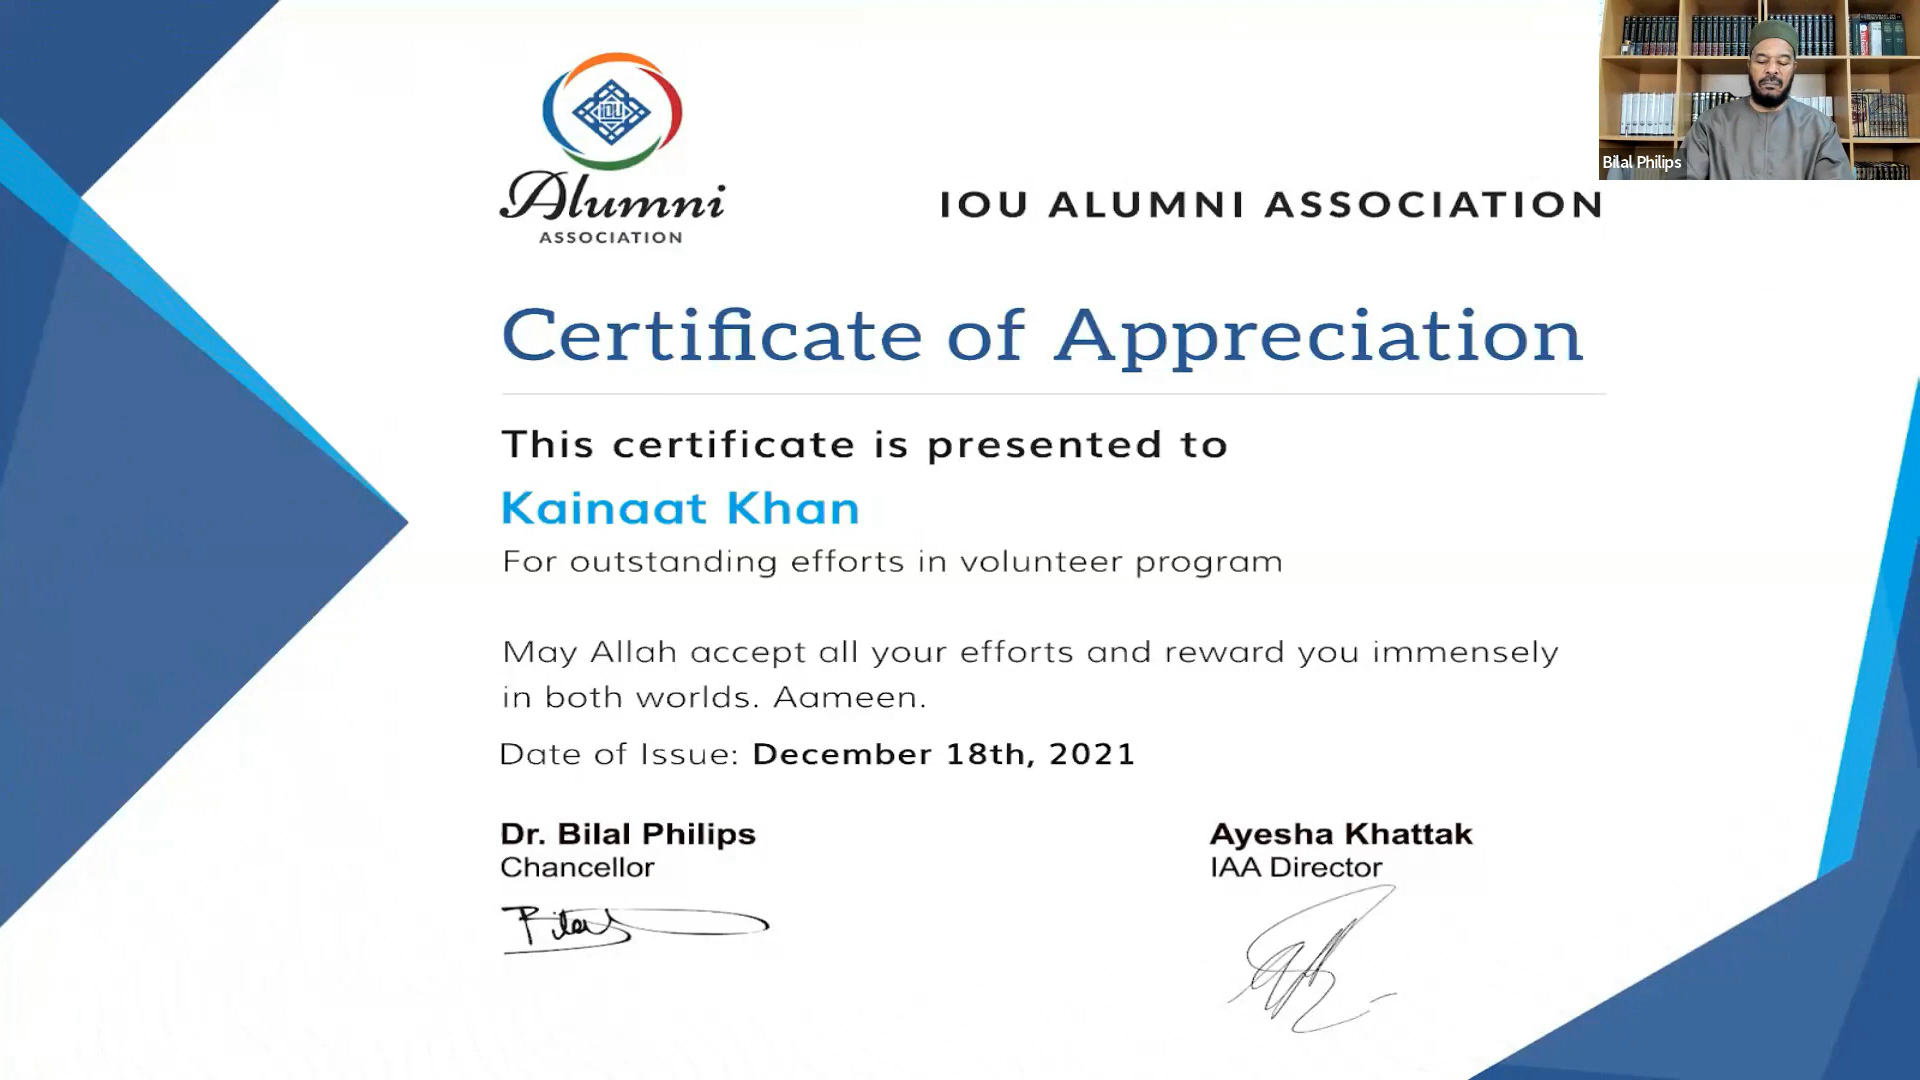 IOU
Alumni
ASSOCIATION
IOU ALUMNI ASSOCIATION
Bilal Philips
Certificate of Appreciation
This certificate is presented to
Kainaat Khan
For outstanding efforts in volunteer program
May Allah accept all your efforts and reward you immensely
in both worlds. Aameen.
Date of Issue: December 18th, 2021
Dr. Bilal Philips
Chancellor
Ayesha Khattak
IAA Director
Bilal